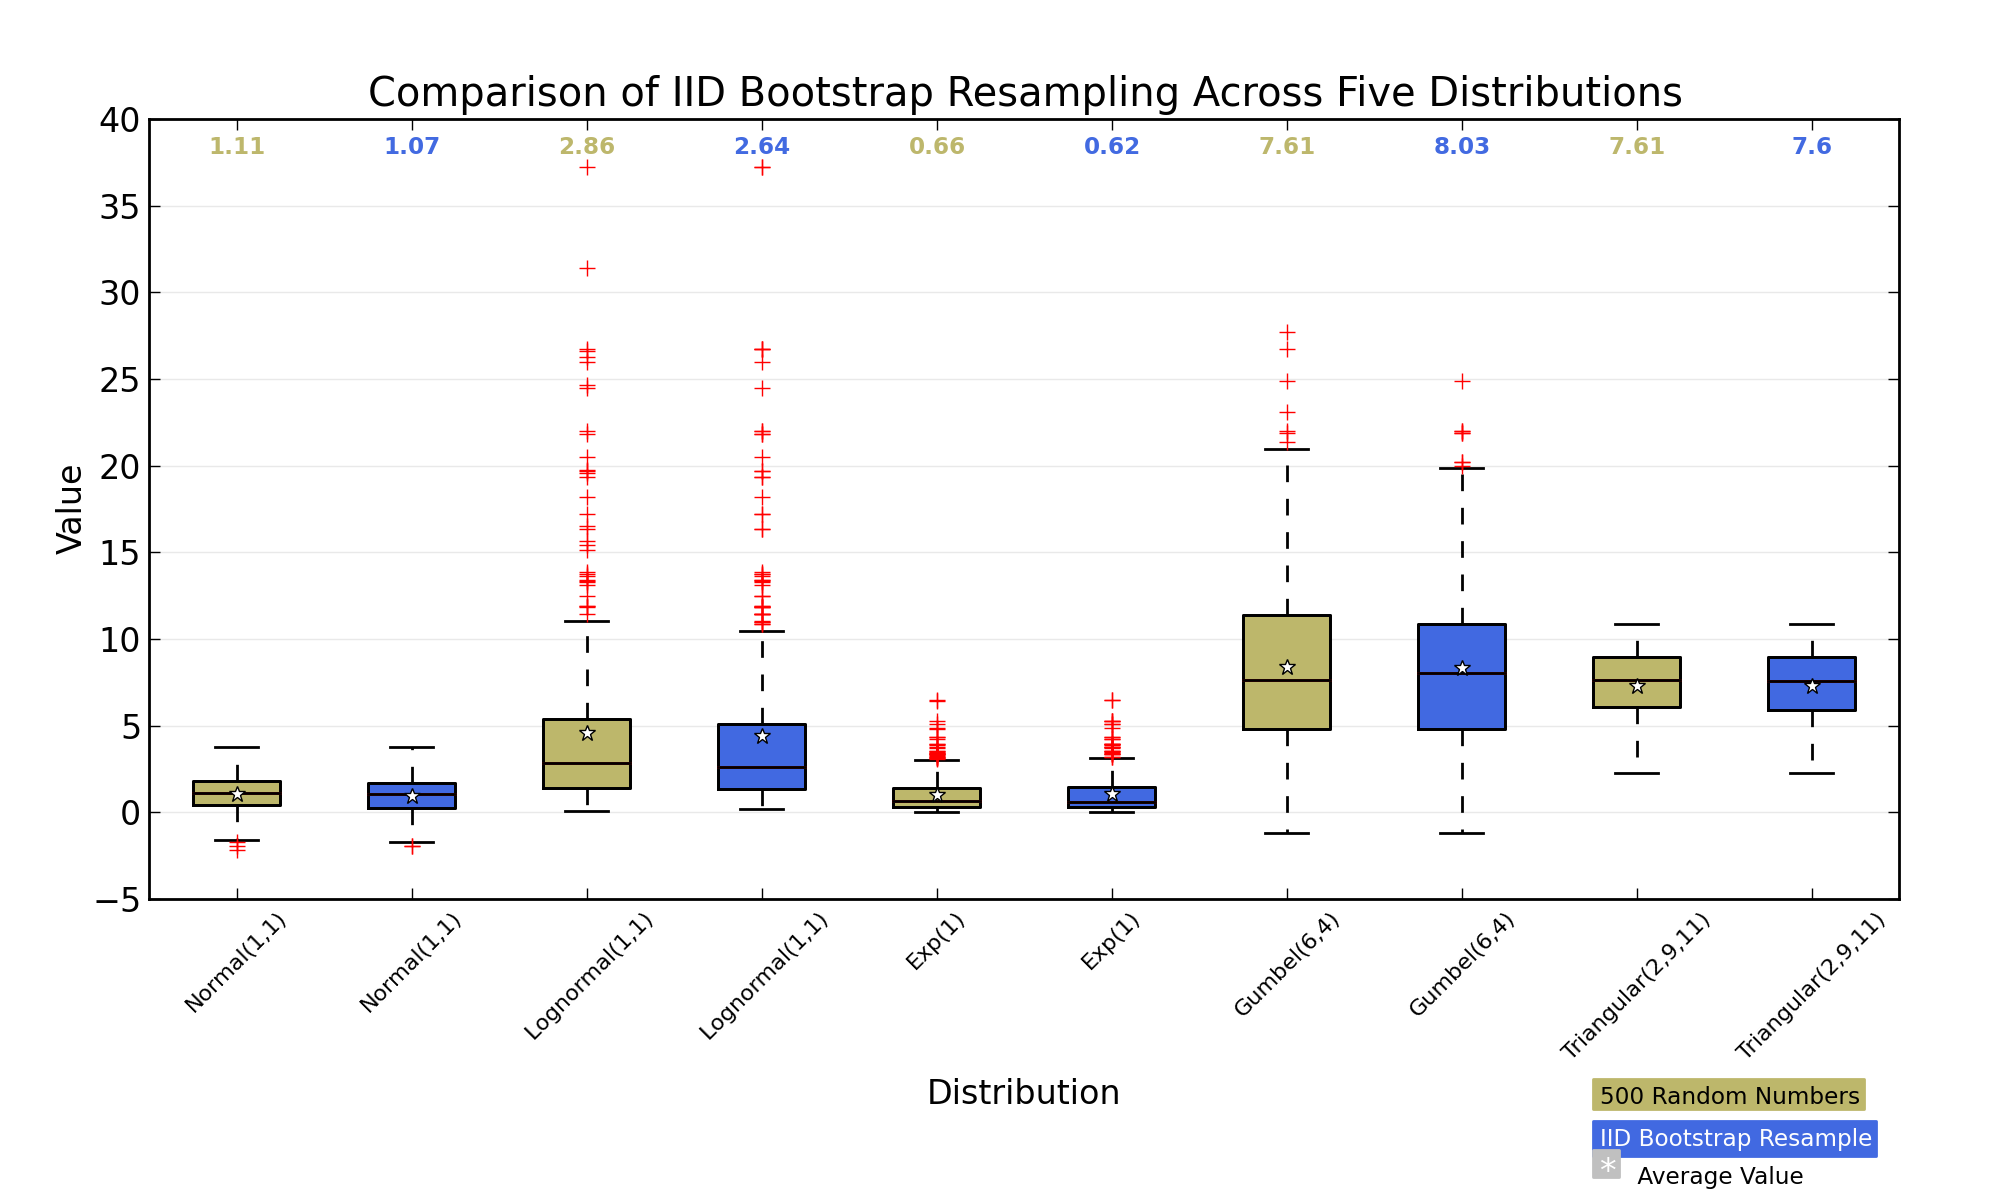 Comparison of IID Bootstrap Resampling Across Five Distributions
1.11 1.07 2.86 2.64 0.66 0.62 7.61 8.03 7.61 7.6
40
35
30
25
20
15
10
5
0
−5
Value
Normal(1,1)
Normal(1,1)
Lognormal(1,1)
Lognormal(1,1)
Exp(1)
Exp(1)
Gumbel(6,4)
Gumbel(6,4)
Triangular(2,9,11)
Triangular(2,9,11)
Distribution
500 Random Numbers
IID Bootstrap Resample
* Average Value